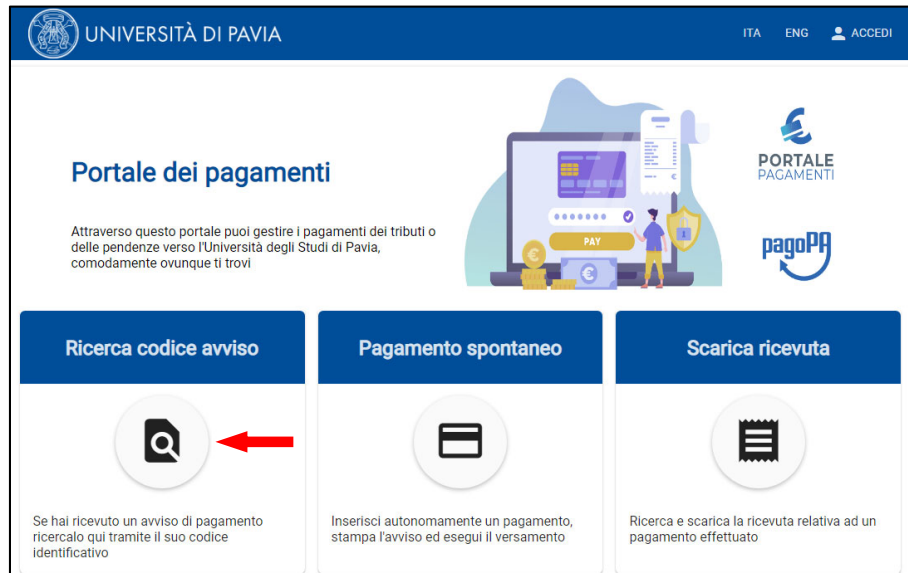 UNIVERSITÀ DI PAVIA
ITA ENG ACCEDI
Portale dei pagamenti
Attraverso questo portale puoi gestire i pagamenti dei tributi o
delle pendenze verso l'Università degli Studi di Pavia,
comodamente ovunque ti trovi
PAY
PORTALE
PAGAMENTI
pagoPA
Ricerca codice avviso
Se hai ricevuto un avviso di pagamento
ricercalo qui tramite il suo codice
identificativo
Pagamento spontaneo
Inserisci autonomamente un pagamento,
stampa l'avviso ed esegui il versamento
Scarica ricevuta
Ricerca e scarica la ricevuta relativa ad un
pagamento effettuato